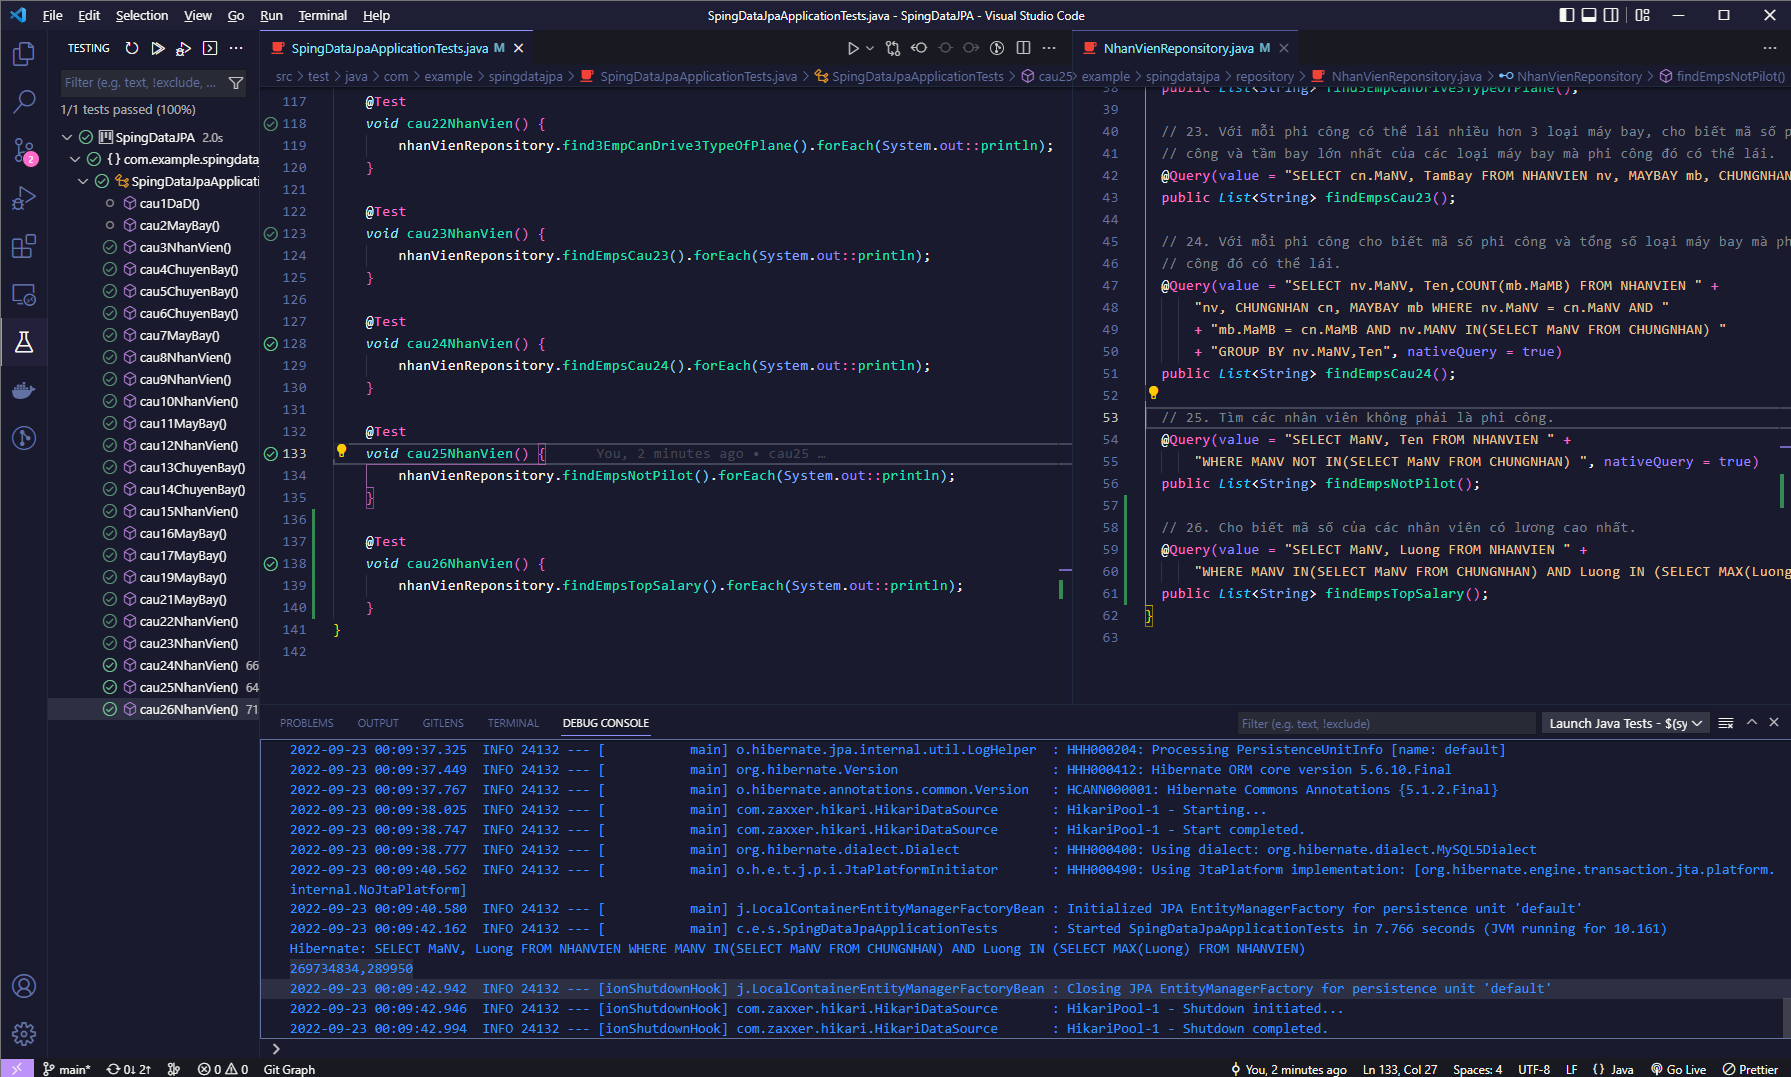 File Edit Selection View Go Run Terminal Help
SpingDataJpaApplicationTests.java - SpingDataJPA - Visual Studio Code
TESTING
Filter (e.g. text, !exclude, ...
1/1 tests passed (100%)
SpingDataJPA 2.0s
{ } com.example.spingdata
SpingDataJpaApplicati
cau1DaD()
cau2MayBay()
cau3NhanVien()
cau4ChuyenBay()
cau5ChuyenBay()
cau6ChuyenBay()
cau7MayBay()
cau8NhanVien()
cau9NhanVien()
cau10NhanVien()
cau11MayBay()
cau12NhanVien()
cau13ChuyenBay()
cau14ChuyenBay()
cau15NhanVien()
cau16MayBay()
cau17MayBay()
cau19MayBay()
cau21MayBay()
cau22NhanVien()
cau23NhanVien()
cau24NhanVien() 66
cau25NhanVien() 64
cau26NhanVien() 71
2
SpingDataJpaApplicationTests.java M
src > test > java > com > example > spingdatajpa > SpingDataJpaApplicationTests.java > SpingDataJpaApplicationTests > cau25
117 @Test
118 void cau22NhanVien() {
119 nhanVienReponsitory.find3EmpCanDrive3TypeOfPlane().forEach(System.out::println);
120 }
121
122 @Test
123 void cau23NhanVien() {
124 nhanVienReponsitory.findEmpsCau23().forEach(System.out::println);
125 }
126
127 @Test
128 void cau24NhanVien() {
129 nhanVienReponsitory.findEmpsCau24().forEach(System.out::println);
130 }
131
132 @Test
133 void cau25NhanVien() { You, 2 minutes ago • cau25 …
134 nhanVienReponsitory.findEmpsNotPilot().forEach(System.out::println);
135 }
136
137 @Test
138 void cau26NhanVien() {
139 nhanVienReponsitory.findEmpsTopSalary().forEach(System.out::println);
140 }
141 }
142
NhanVienReponsitory.java M
example > spingdatajpa > repository > NhanVienReponsitory.java > NhanVienReponsitory > findEmpsNotPilot()
38 public List<String> find3EmpCanDrive3TypeOfPlane();
39
40 // 23. Với mỗi phi công có thể lái nhiều hơn 3 loại máy bay, cho biết mã số p
41 // công và tầm bay lớn nhất của các loại máy bay mà phi công đó có thể lái.
42 @Query(value = "SELECT cn.MaNV, TamBay FROM NHANVIEN nv, MAYBAY mb, CHUNGNHAN
43 public List<String> findEmpsCau23();
44
45 // 24. Với mỗi phi công cho biết mã số phi công và tổng số loại máy bay mà ph
46 // công đó có thể lái.
47 @Query(value = "SELECT nv.MaNV, Ten,COUNT(mb.MaMB) FROM NHANVIEN " +
48 "nv, CHUNGNHAN cn, MAYBAY mb WHERE nv.MaNV = cn.MaNV AND "
49 + "mb.MaMB = cn.MaMB AND nv.MANV IN(SELECT MaNV FROM CHUNGNHAN) "
50 + "GROUP BY nv.MaNV,Ten", nativeQuery = true)
51 public List<String> findEmpsCau24();
52
53 // 25. Tìm các nhân viên không phải là phi công.
54 @Query(value = "SELECT MaNV, Ten FROM NHANVIEN " +
55 "WHERE MANV NOT IN(SELECT MaNV FROM CHUNGNHAN) ", nativeQuery = true)
56 public List<String> findEmpsNotPilot();
57
58 // 26. Cho biết mã số của các nhân viên có lương cao nhất.
59 @Query(value = "SELECT MaNV, Luong FROM NHANVIEN " +
60 "WHERE MANV IN(SELECT MaNV FROM CHUNGNHAN) AND Luong IN (SELECT MAX(Luong
61 public List<String> findEmpsTopSalary();
62 }
63
PROBLEMS OUTPUT GITLENS TERMINAL DEBUG CONSOLE
Filter (e.g. text, !exclude)
Launch Java Tests - $(sy
2022-09-23 00:09:37.325 INFO 24132 --- [ main] o.hibernate.jpa.internal.util.LogHelper : HHH000204: Processing PersistenceUnitInfo [name: default]
2022-09-23 00:09:37.449 INFO 24132 --- [ main] org.hibernate.Version : HHH000412: Hibernate ORM core version 5.6.10.Final
2022-09-23 00:09:37.767 INFO 24132 --- [ main] o.hibernate.annotations.common.Version : HCANN000001: Hibernate Commons Annotations {5.1.2.Final}
2022-09-23 00:09:38.025 INFO 24132 --- [ main] com.zaxxer.hikari.HikariDataSource : HikariPool-1 - Starting...
2022-09-23 00:09:38.747 INFO 24132 --- [ main] com.zaxxer.hikari.HikariDataSource : HikariPool-1 - Start completed.
2022-09-23 00:09:38.777 INFO 24132 --- [ main] org.hibernate.dialect.Dialect : HHH000400: Using dialect: org.hibernate.dialect.MySQL5Dialect
2022-09-23 00:09:40.562 INFO 24132 --- [ main] o.h.e.t.j.p.i.JtaPlatformInitiator : HHH000490: Using JtaPlatform implementation: [org.hibernate.engine.transaction.jta.platform.
internal.NoJtaPlatform]
2022-09-23 00:09:40.580 INFO 24132 --- [ main] j.LocalContainerEntityManagerFactoryBean : Initialized JPA EntityManagerFactory for persistence unit 'default'
2022-09-23 00:09:42.162 INFO 24132 --- [ main] c.e.s.SpingDataJpaApplicationTests : Started SpingDataJpaApplicationTests in 7.766 seconds (JVM running for 10.161)
Hibernate: SELECT MaNV, Luong FROM NHANVIEN WHERE MANV IN(SELECT MaNV FROM CHUNGNHAN) AND Luong IN (SELECT MAX(Luong) FROM NHANVIEN)
269734834,289950
2022-09-23 00:09:42.942 INFO 24132 --- [ionShutdownHook] j.LocalContainerEntityManagerFactoryBean : Closing JPA EntityManagerFactory for persistence unit 'default'
2022-09-23 00:09:42.946 INFO 24132 --- [ionShutdownHook] com.zaxxer.hikari.HikariDataSource : HikariPool-1 - Shutdown initiated...
2022-09-23 00:09:42.994 INFO 24132 --- [ionShutdownHook] com.zaxxer.hikari.HikariDataSource : HikariPool-1 - Shutdown completed.
main* 0↓ 2↑ 0 0 Git Graph
You, 2 minutes ago Ln 133, Col 27 Spaces: 4 UTF-8 LF { } Java Go Live Prettier